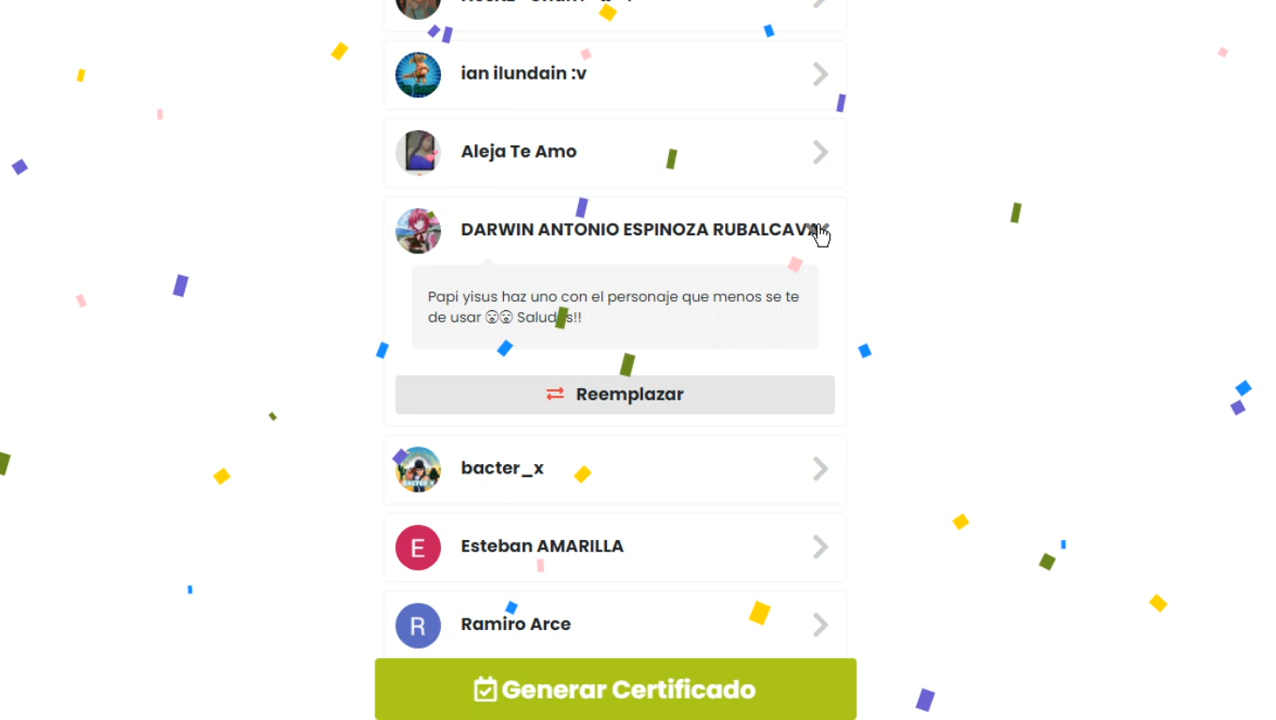 ian ilundain :v
Aleja Te Amo
DARWIN ANTONIO ESPINOZA RUBALCAVA
Papi yisus haz uno con el personaje que menos se te
de usar 😮😮 Saludos!!
Reemplazar
bacter_x
E
Esteban AMARILLA
R
Ramiro Arce
Generar Certificado